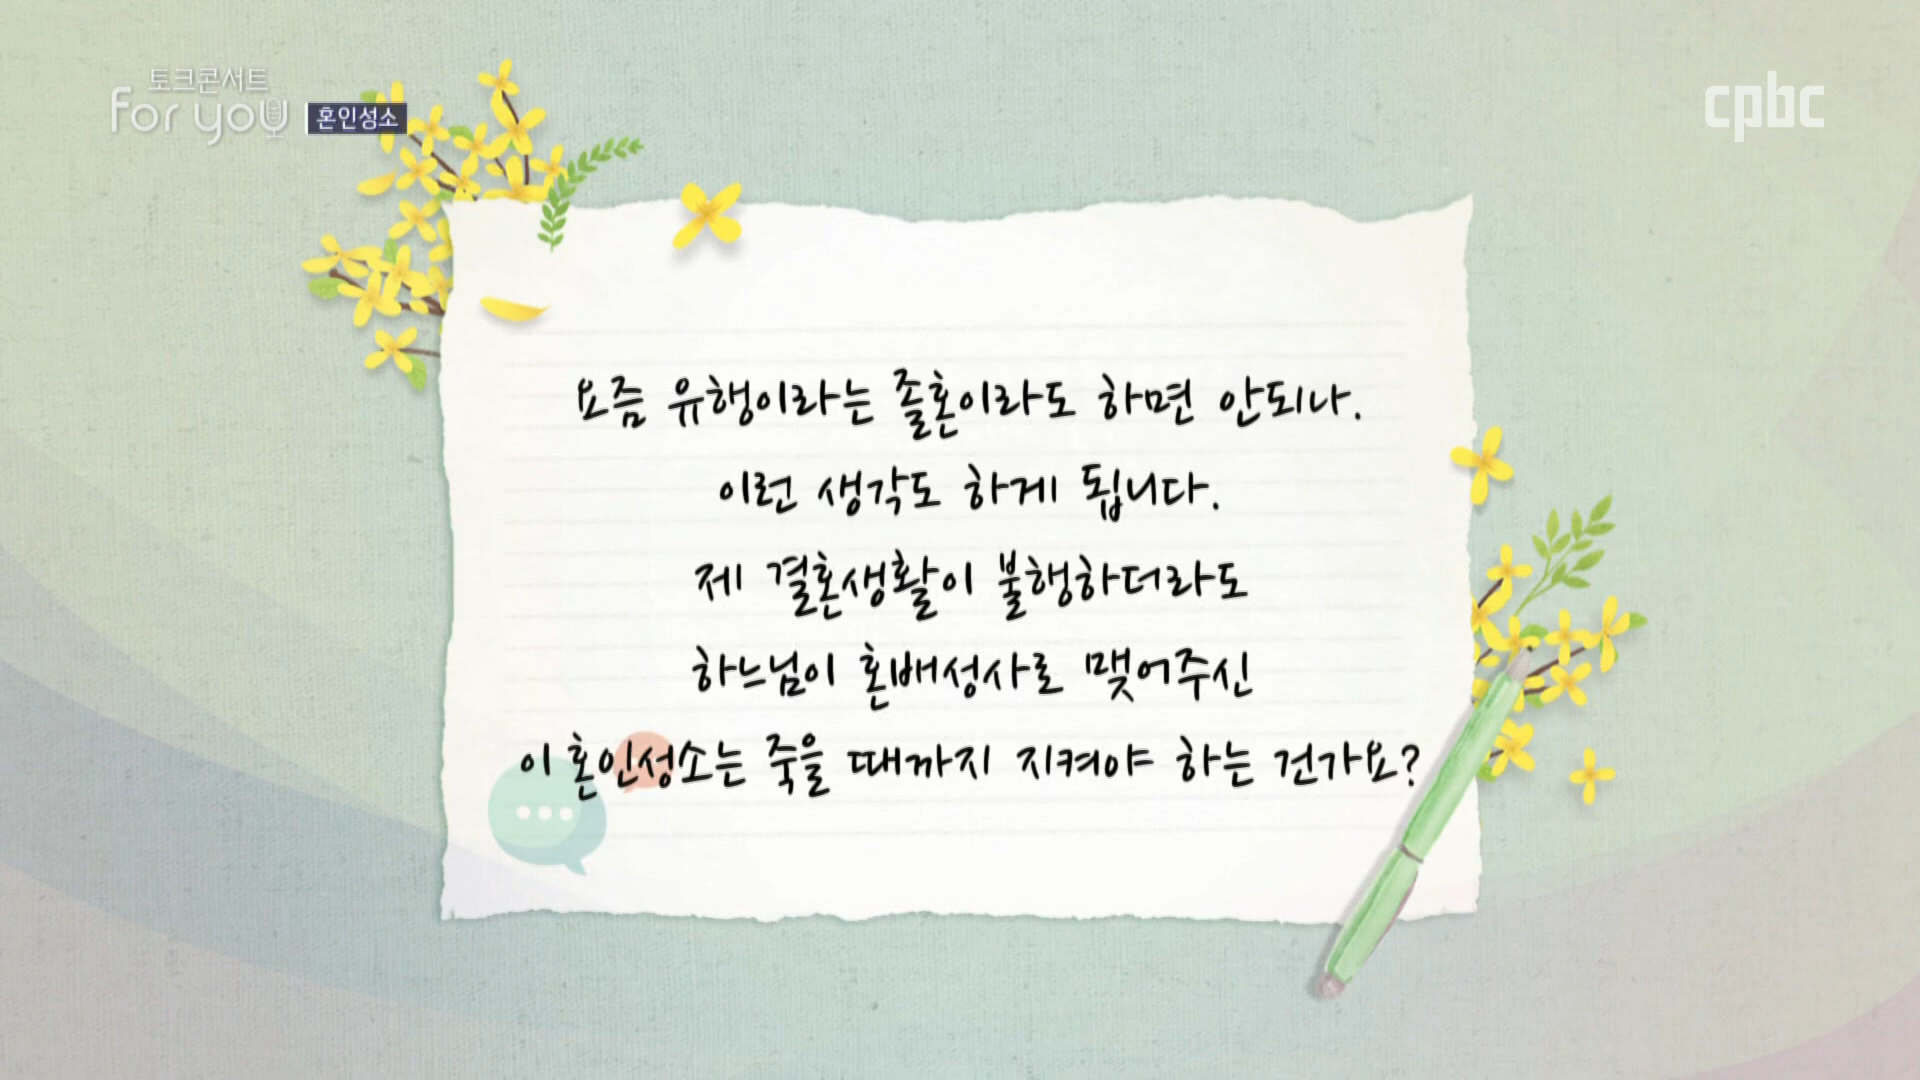 토크콘서트
for you
혼인성소
cpbc
요즘 유행이라는 졸혼이라도 하면 안되나.
이런 생각도 하게 됩니다.
제 결혼생활이 불행하더라도
하느님이 혼배성사로 맺어주신
이 혼인성소는 죽을 때까지 지켜야 하는 건가요?